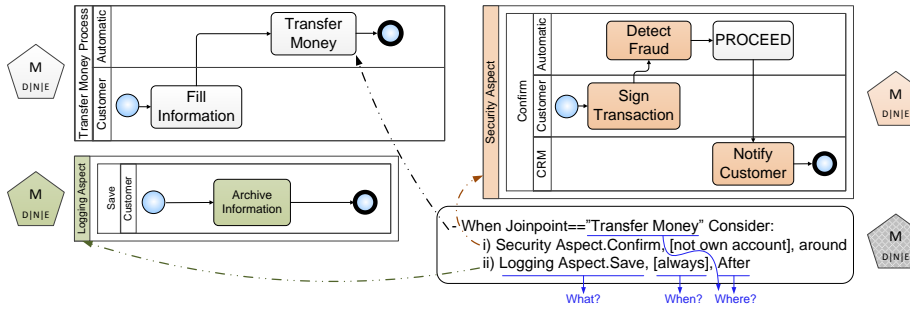 M
D|N|E
Transfer Money Process
Automatic
Customer
Transfer
Money
Fill
Information
M
D|N|E
Logging Aspect
Save
Customer
Archive
Information
Security Aspect
Confirm
Automatic
Customer
CRM
Detect
Fraud
PROCEED
Sign
Transaction
Notify
Customer
M
D|N|E
- When Joinpoint=="Transfer Money" Consider:
i) Security Aspect.Confirm, [not own account], around
ii) Logging Aspect.Save, [always], After
What?
When?
Where?
M
D|N|E